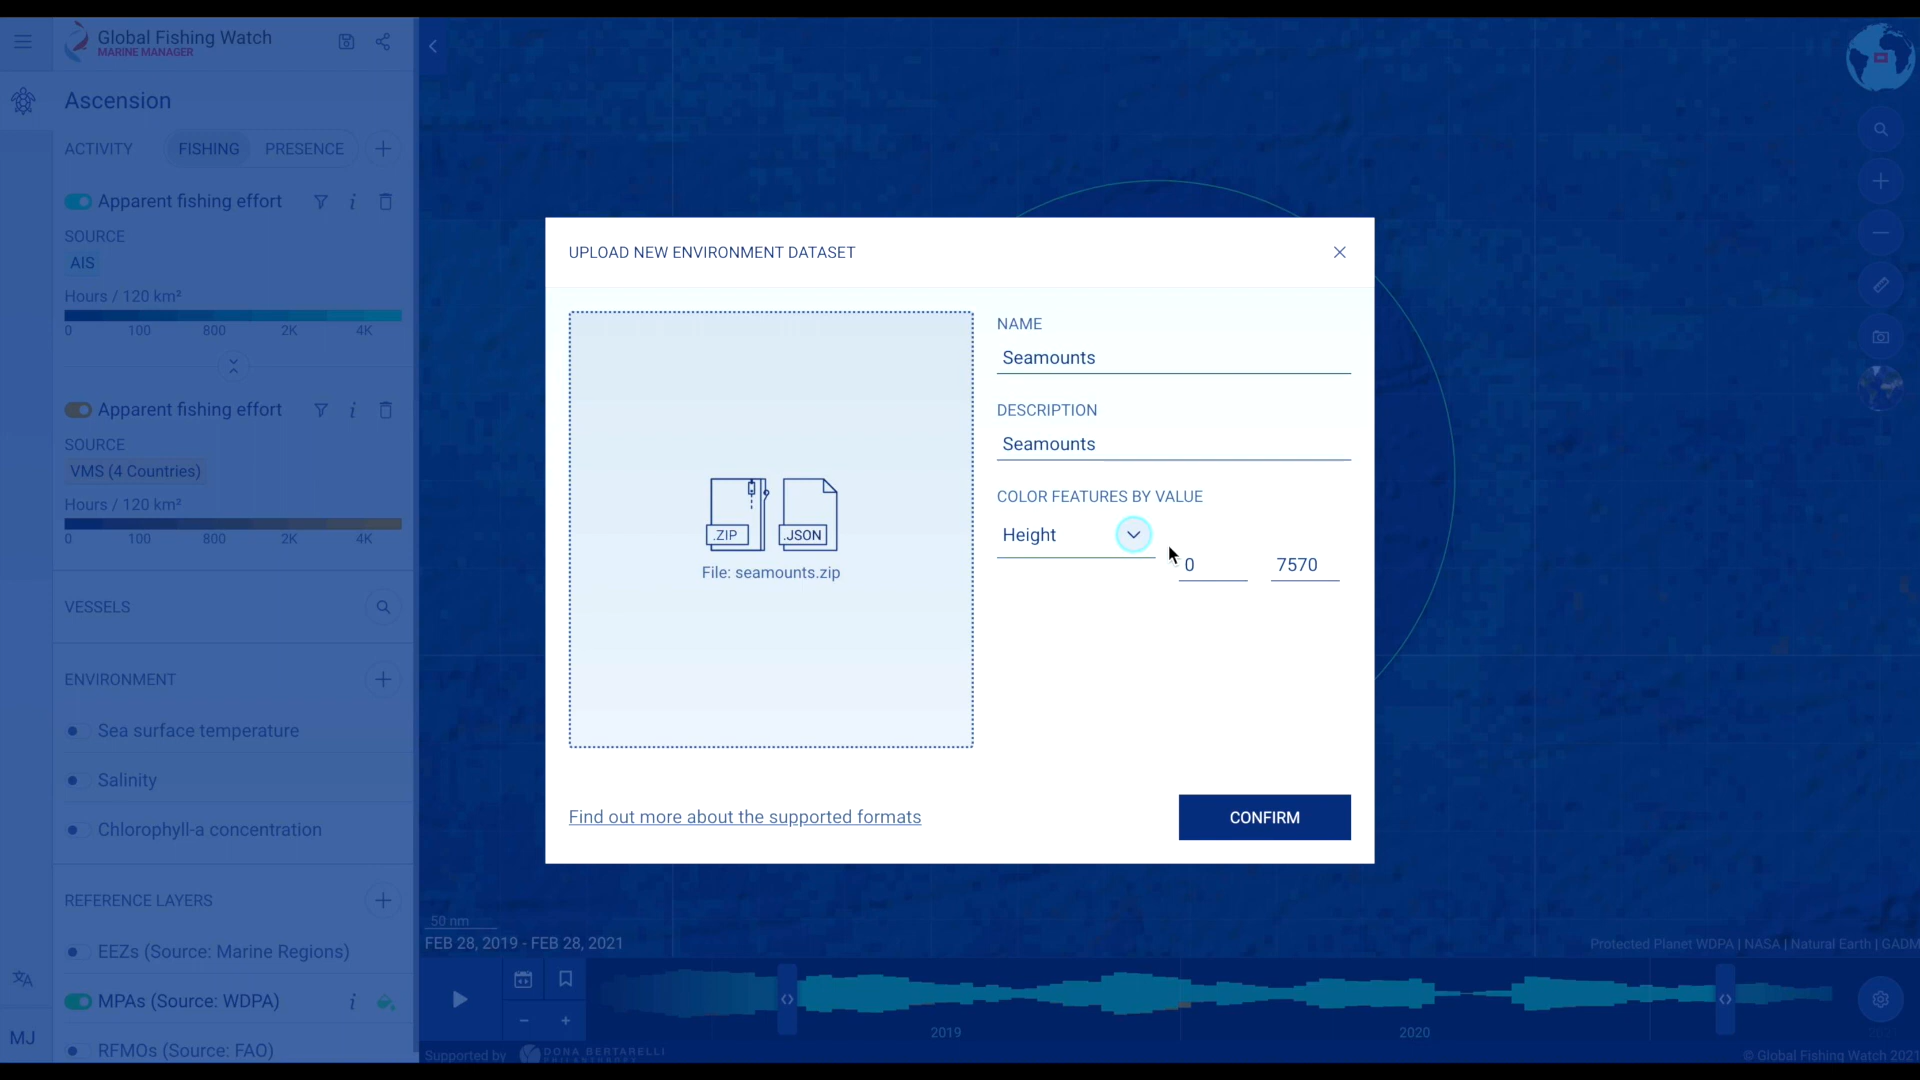 Global Fishing Watch
MARINE MANAGER
Ascension
ACTIVITY
FISHING
PRESENCE
Apparent fishing effort
SOURCE
AIS
Hours / 120 km²
0 100 800 2K 4K
Apparent fishing effort
SOURCE
VMS (4 Countries)
Hours / 120 km²
0 100 800 2K 4K
VESSELS
ENVIRONMENT
Sea surface temperature
Salinity
Chlorophyll-a concentration
REFERENCE LAYERS
EEZs (Source: Marine Regions)
MPAs (Source: WDPA)
RFMOs (Source: FAO)
MJ
UPLOAD NEW ENVIRONMENT DATASET
.ZIP
.JSON
File: seamounts.zip
NAME
Seamounts
DESCRIPTION
Seamounts
COLOR FEATURES BY VALUE
Height
0
7570
Find out more about the supported formats
CONFIRM
50 nm
FEB 28, 2019 - FEB 28, 2021
Protected Planet WDPA | NASA | Natural Earth | GADM
2019
2020
Supported by
DONA BERTARELLI
PHILANTHROPY
© Global Fishing Watch 2021